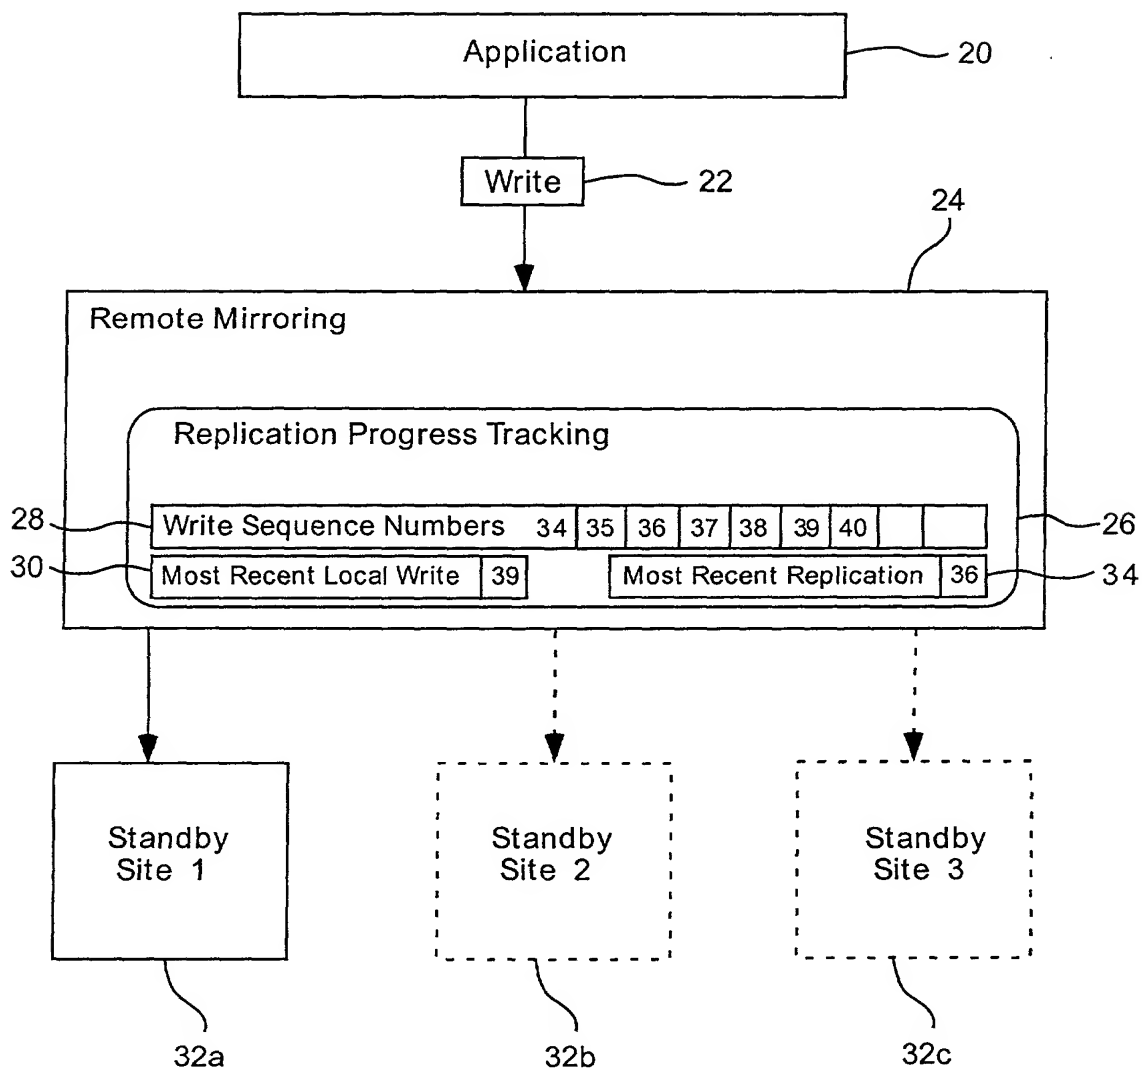 Application
20
Write
22
24
Remote Mirroring
Replication Progress Tracking
28
Write Sequence Numbers 34 35 36 37 38 39 40
26
30
Most Recent Local Write 39
Most Recent Replication 36
34
Standby
Site 1
Standby
Site 2
Standby
Site 3
32a
32b
32c